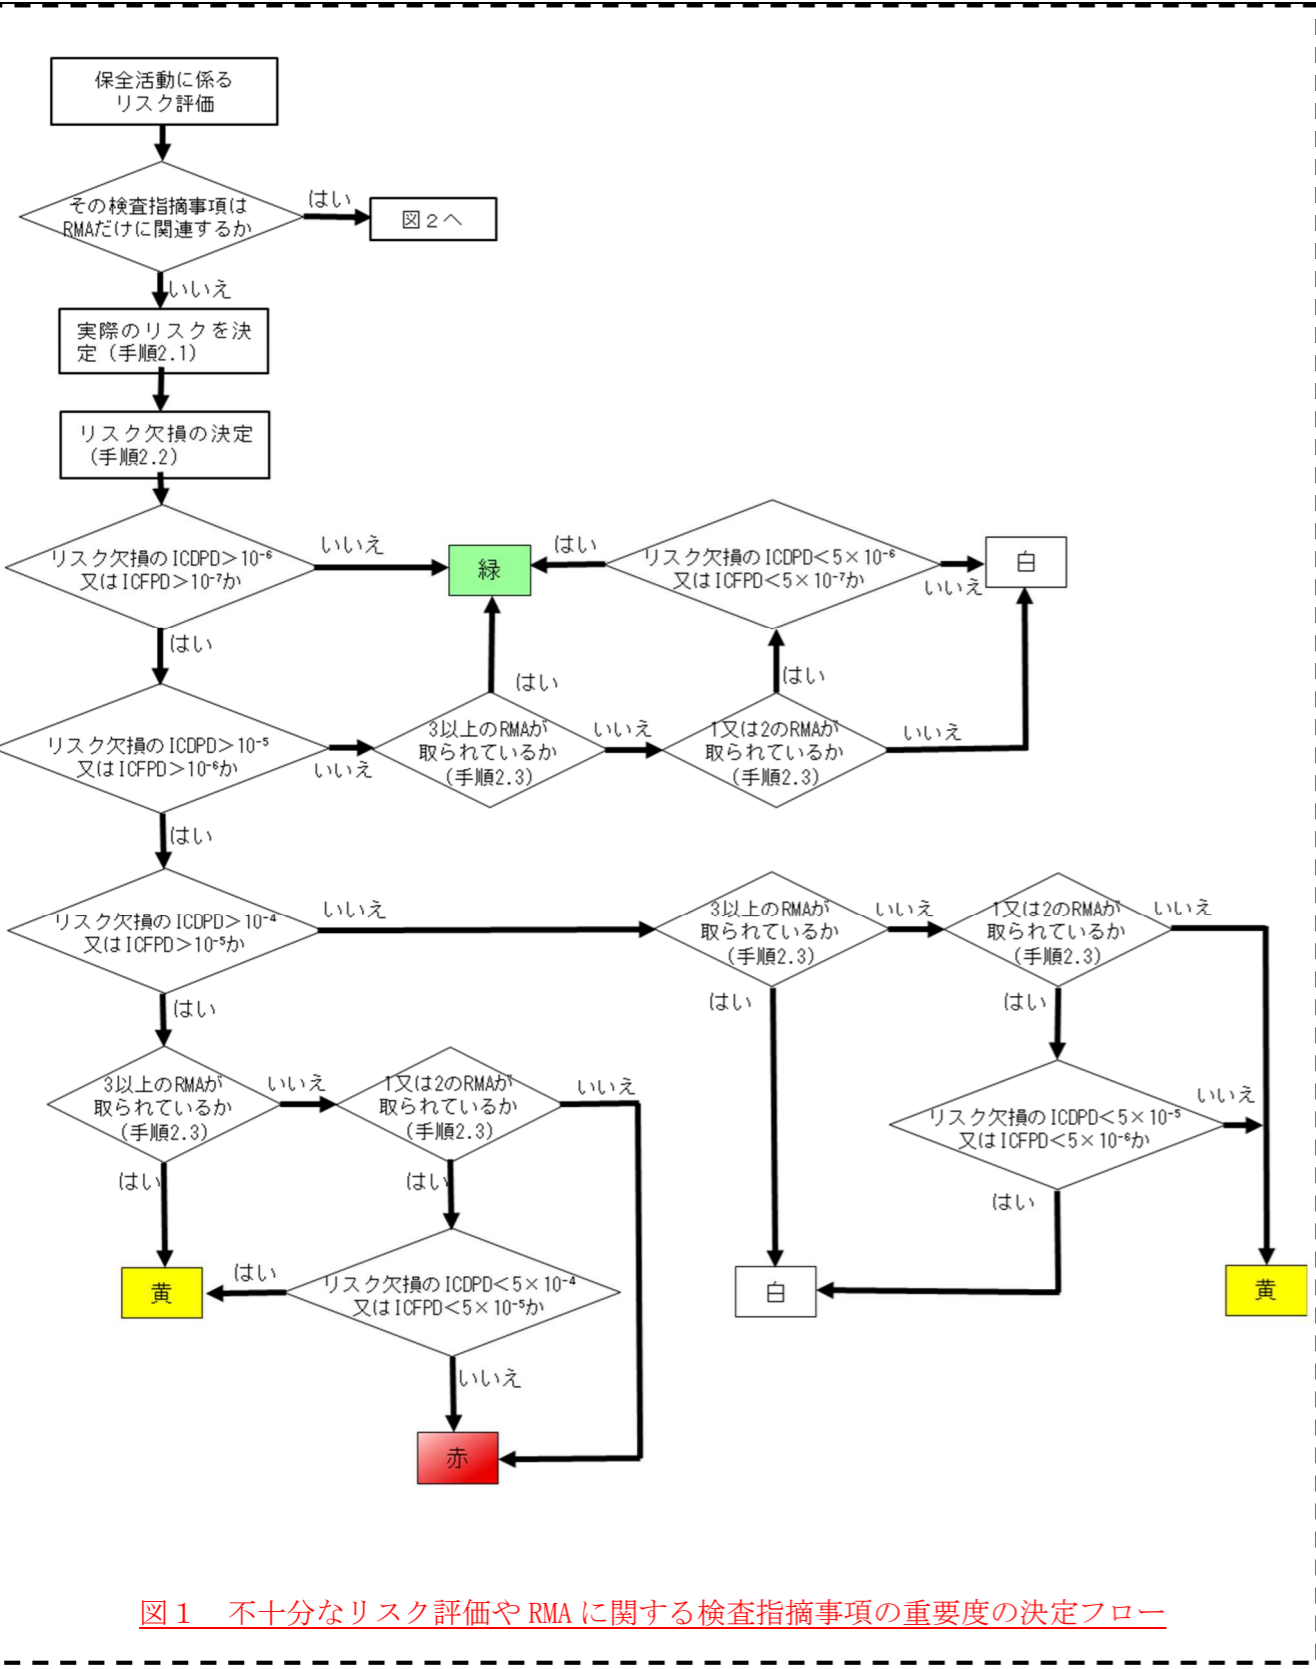 保全活動に係る
リスク評価
その検査指摘事項は
RMAだけに関連するか
はい
図2へ
いいえ
実際のリスクを決
定（手順2.1）
リスク欠損の決定
（手順2.2）
リスク欠損のICDPD＞10⁻⁶
又はICFPD＞10⁻⁷か
いいえ
緑
はい
リスク欠損のICDPD＜5×10⁻⁶
又はICFPD＜5×10⁻⁷か
いいえ
白
はい
はい
はい
リスク欠損のICDPD＞10⁻⁵
又はICFPD＞10⁻⁶か
いいえ
3以上のRMAが
取られているか
（手順2.3）
いいえ
1又は2のRMAが
取られているか
（手順2.3）
いいえ
はい
リスク欠損のICDPD＞10⁻⁴
又はICFPD＞10⁻⁵か
いいえ
3以上のRMAが
取られているか
（手順2.3）
いいえ
1又は2のRMAが
取られているか
（手順2.3）
いいえ
はい
はい
はい
3以上のRMAが
取られているか
（手順2.3）
いいえ
1又は2のRMAが
取られているか
（手順2.3）
いいえ
リスク欠損のICDPD＜5×10⁻⁵
又はICFPD＜5×10⁻⁶か
いいえ
はい
はい
はい
黄
はい
リスク欠損のICDPD＜5×10⁻⁴
又はICFPD＜5×10⁻⁵か
白
黄
いいえ
赤
図１　不十分なリスク評価や RMA に関する検査指摘事項の重要度の決定フロー